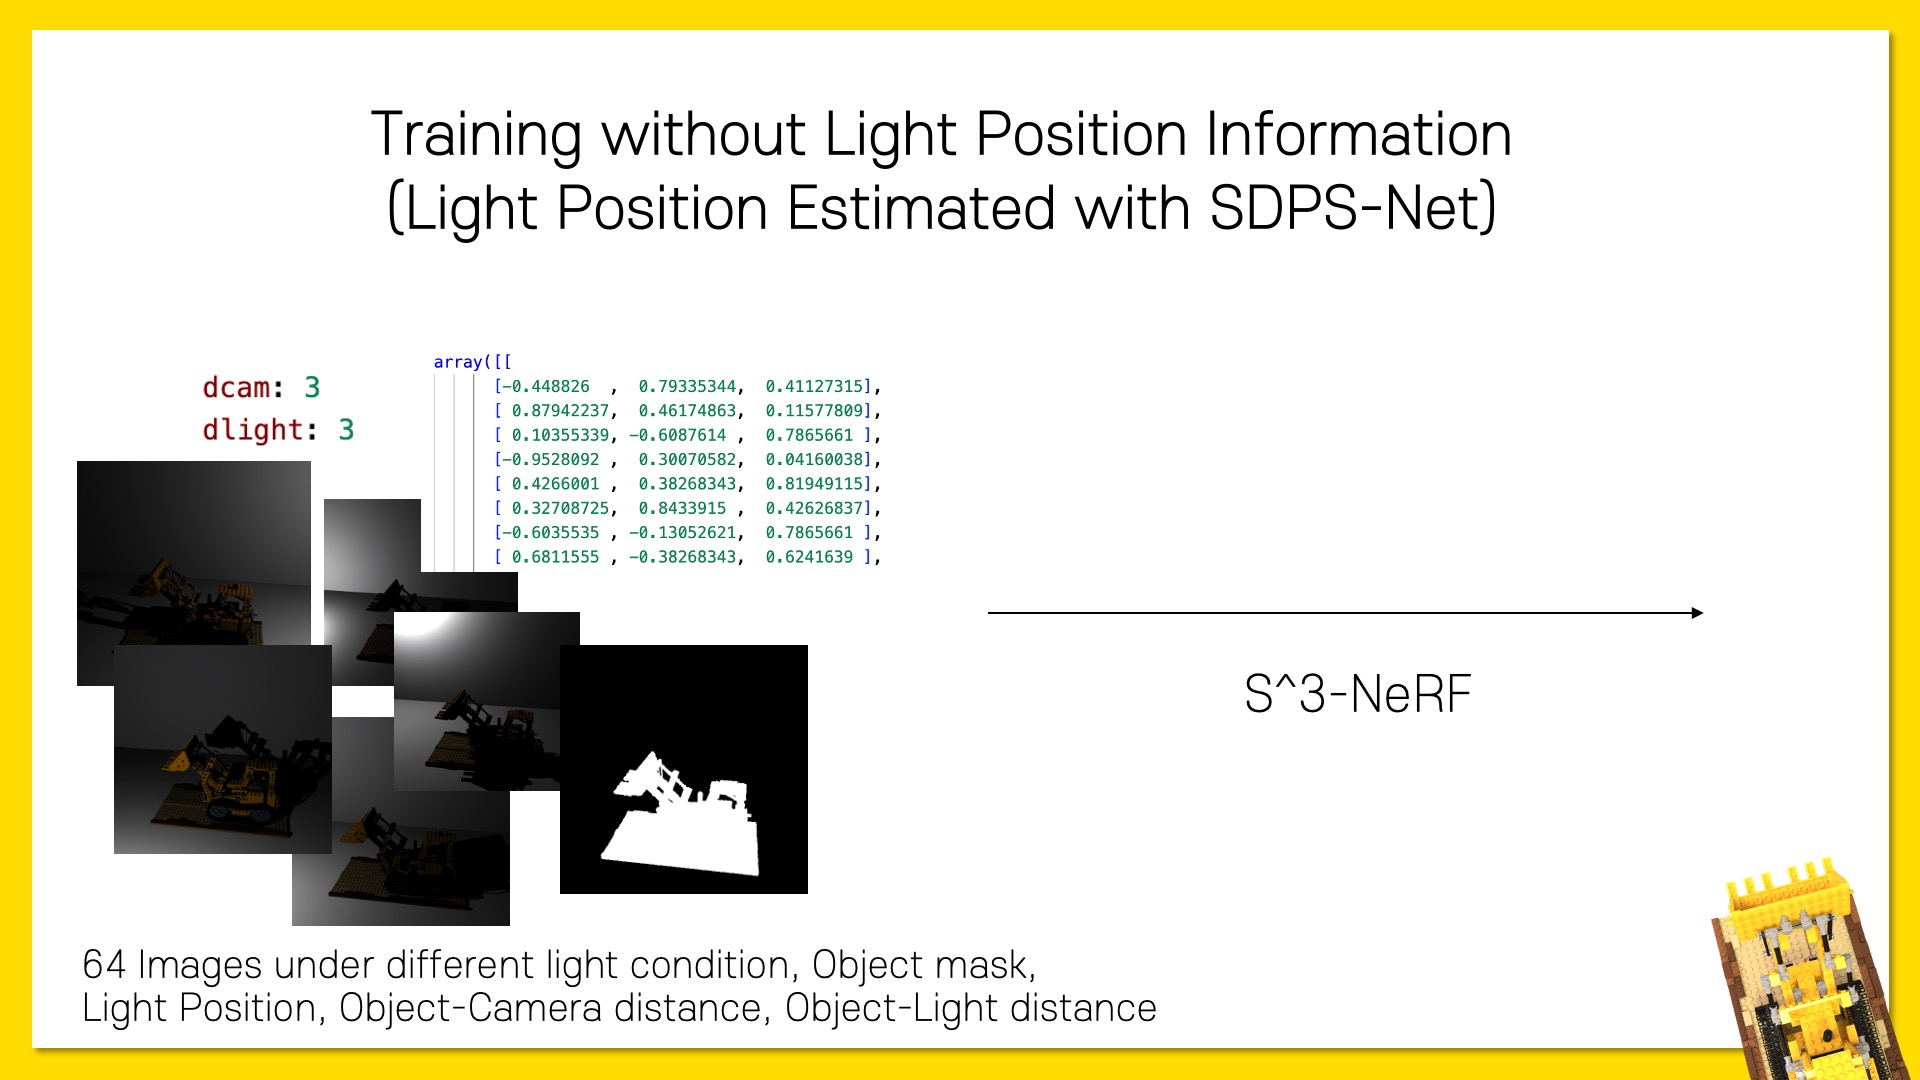 Training without Light Position Information
(Light Position Estimated with SDPS-Net)
dcam: 3
dlight: 3
array([[
[-0.448826 , 0.79335344, 0.41127315],
[ 0.87942237, 0.46174863, 0.11577809],
[ 0.10355339, -0.6087614 , 0.7865661 ],
[-0.9528092 , 0.30070582, 0.04160038],
[ 0.4266001 , 0.38268343, 0.81949115],
[ 0.32708725, 0.8433915 , 0.42626837],
[-0.6035535 , -0.13052621, 0.7865661 ],
[ 0.6811555 , -0.38268343, 0.6241639 ],
S^3-NeRF
64 Images under different light condition, Object mask,
Light Position, Object-Camera distance, Object-Light distance